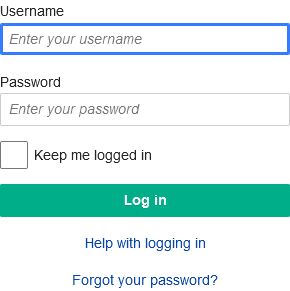 Username
Enter your username
Password
Enter your password
Keep me logged in
Log in
Help with logging in
Forgot your password?